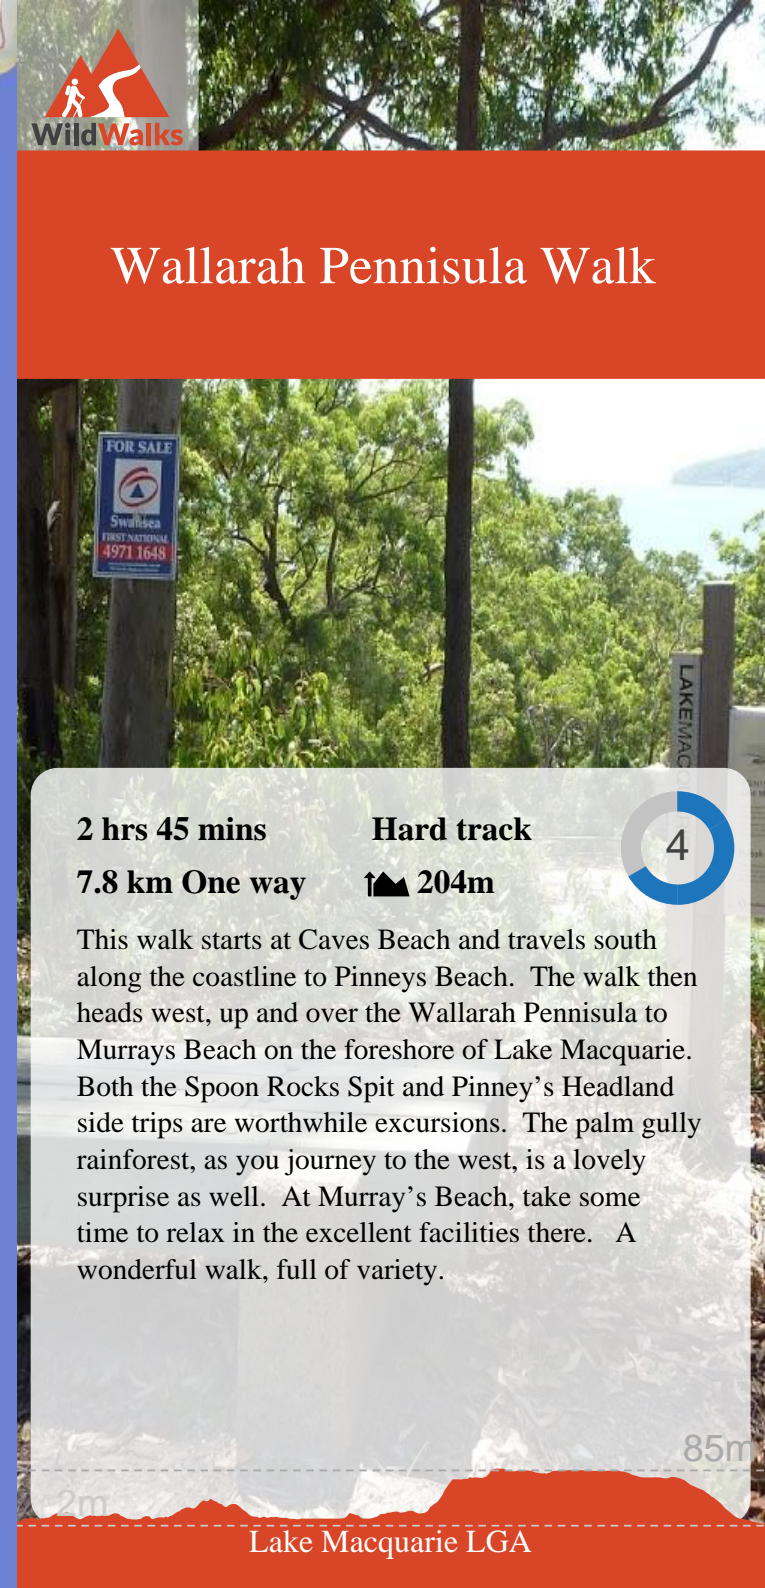 WildWalks
Wallarah Pennisula Walk
FOR SALE
Swansea
FIRST NATIONAL
4971 1648
LAKEMAC
2 hrs 45 mins
Hard track
4
7.8 km One way
204m
This walk starts at Caves Beach and travels south
along the coastline to Pinneys Beach. The walk then
heads west, up and over the Wallarah Pennisula to
Murrays Beach on the foreshore of Lake Macquarie.
Both the Spoon Rocks Spit and Pinney’s Headland
side trips are worthwhile excursions. The palm gully
rainforest, as you journey to the west, is a lovely
surprise as well. At Murray’s Beach, take some
time to relax in the excellent facilities there. A
wonderful walk, full of variety.
85m
2m
Lake Macquarie LGA